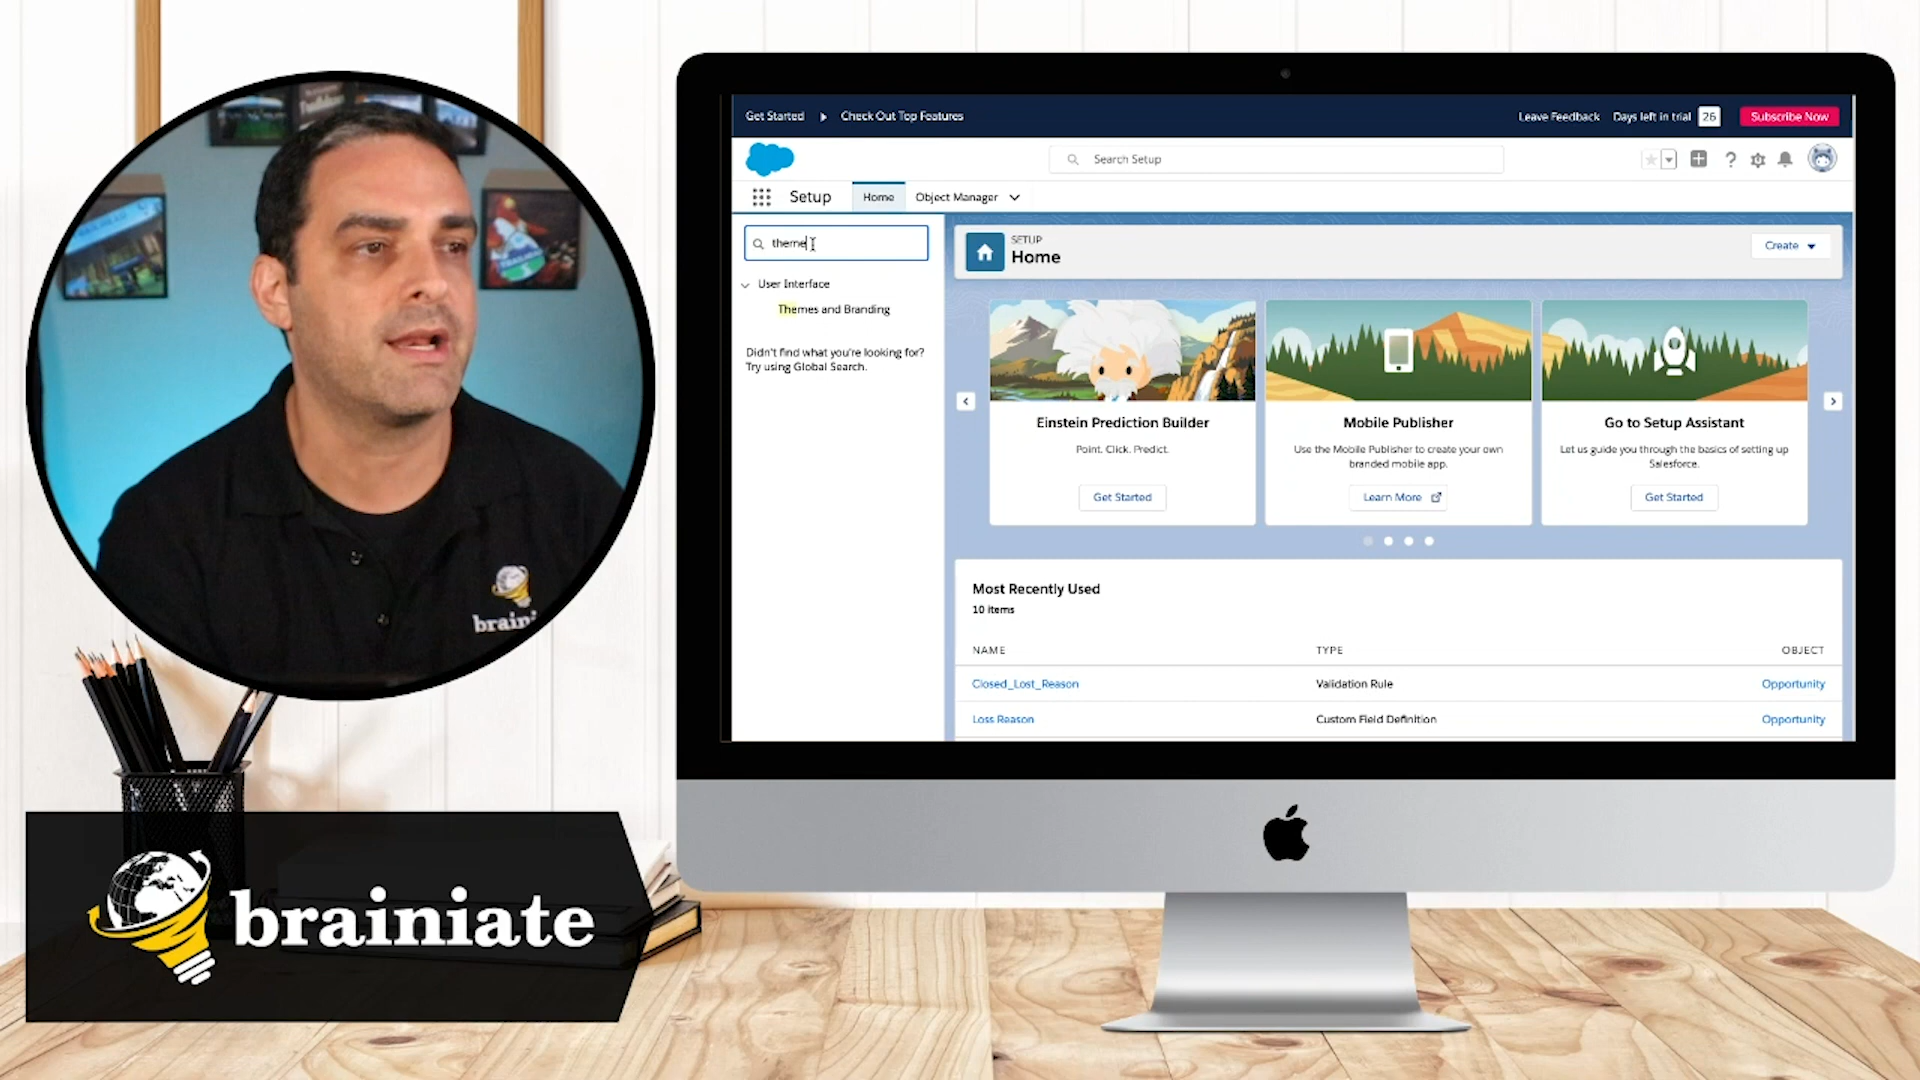 Get Started
Check Out Top Features
Leave Feedback
Days left in trial
26
Subscribe Now
Search Setup
Setup
Home
Object Manager
theme
User Interface
Themes and Branding
Didn't find what you're looking for?
Try using Global Search.
SETUP
Home
Create
Einstein Prediction Builder
Point. Click. Predict.
Get Started
Mobile Publisher
Use the Mobile Publisher to create your own
branded mobile app.
Learn More
Go to Setup Assistant
Let us guide you through the basics of setting up
Salesforce.
Get Started
Most Recently Used
10 items
NAME
TYPE
OBJECT
Closed_Lost_Reason
Validation Rule
Opportunity
Loss Reason
Custom Field Definition
Opportunity
brainiate